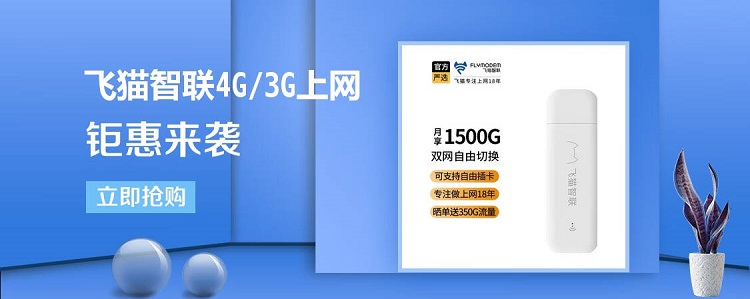 飞猫智联4G/3G上网
钜惠来袭
立即抢购
官方
严选
FLYMODEM
飞猫智联
飞猫专注上网18年
月享
1500G
双网自由切换
可支持自由插卡
专注做上网18年
晒单送350G流量
飞猫智联